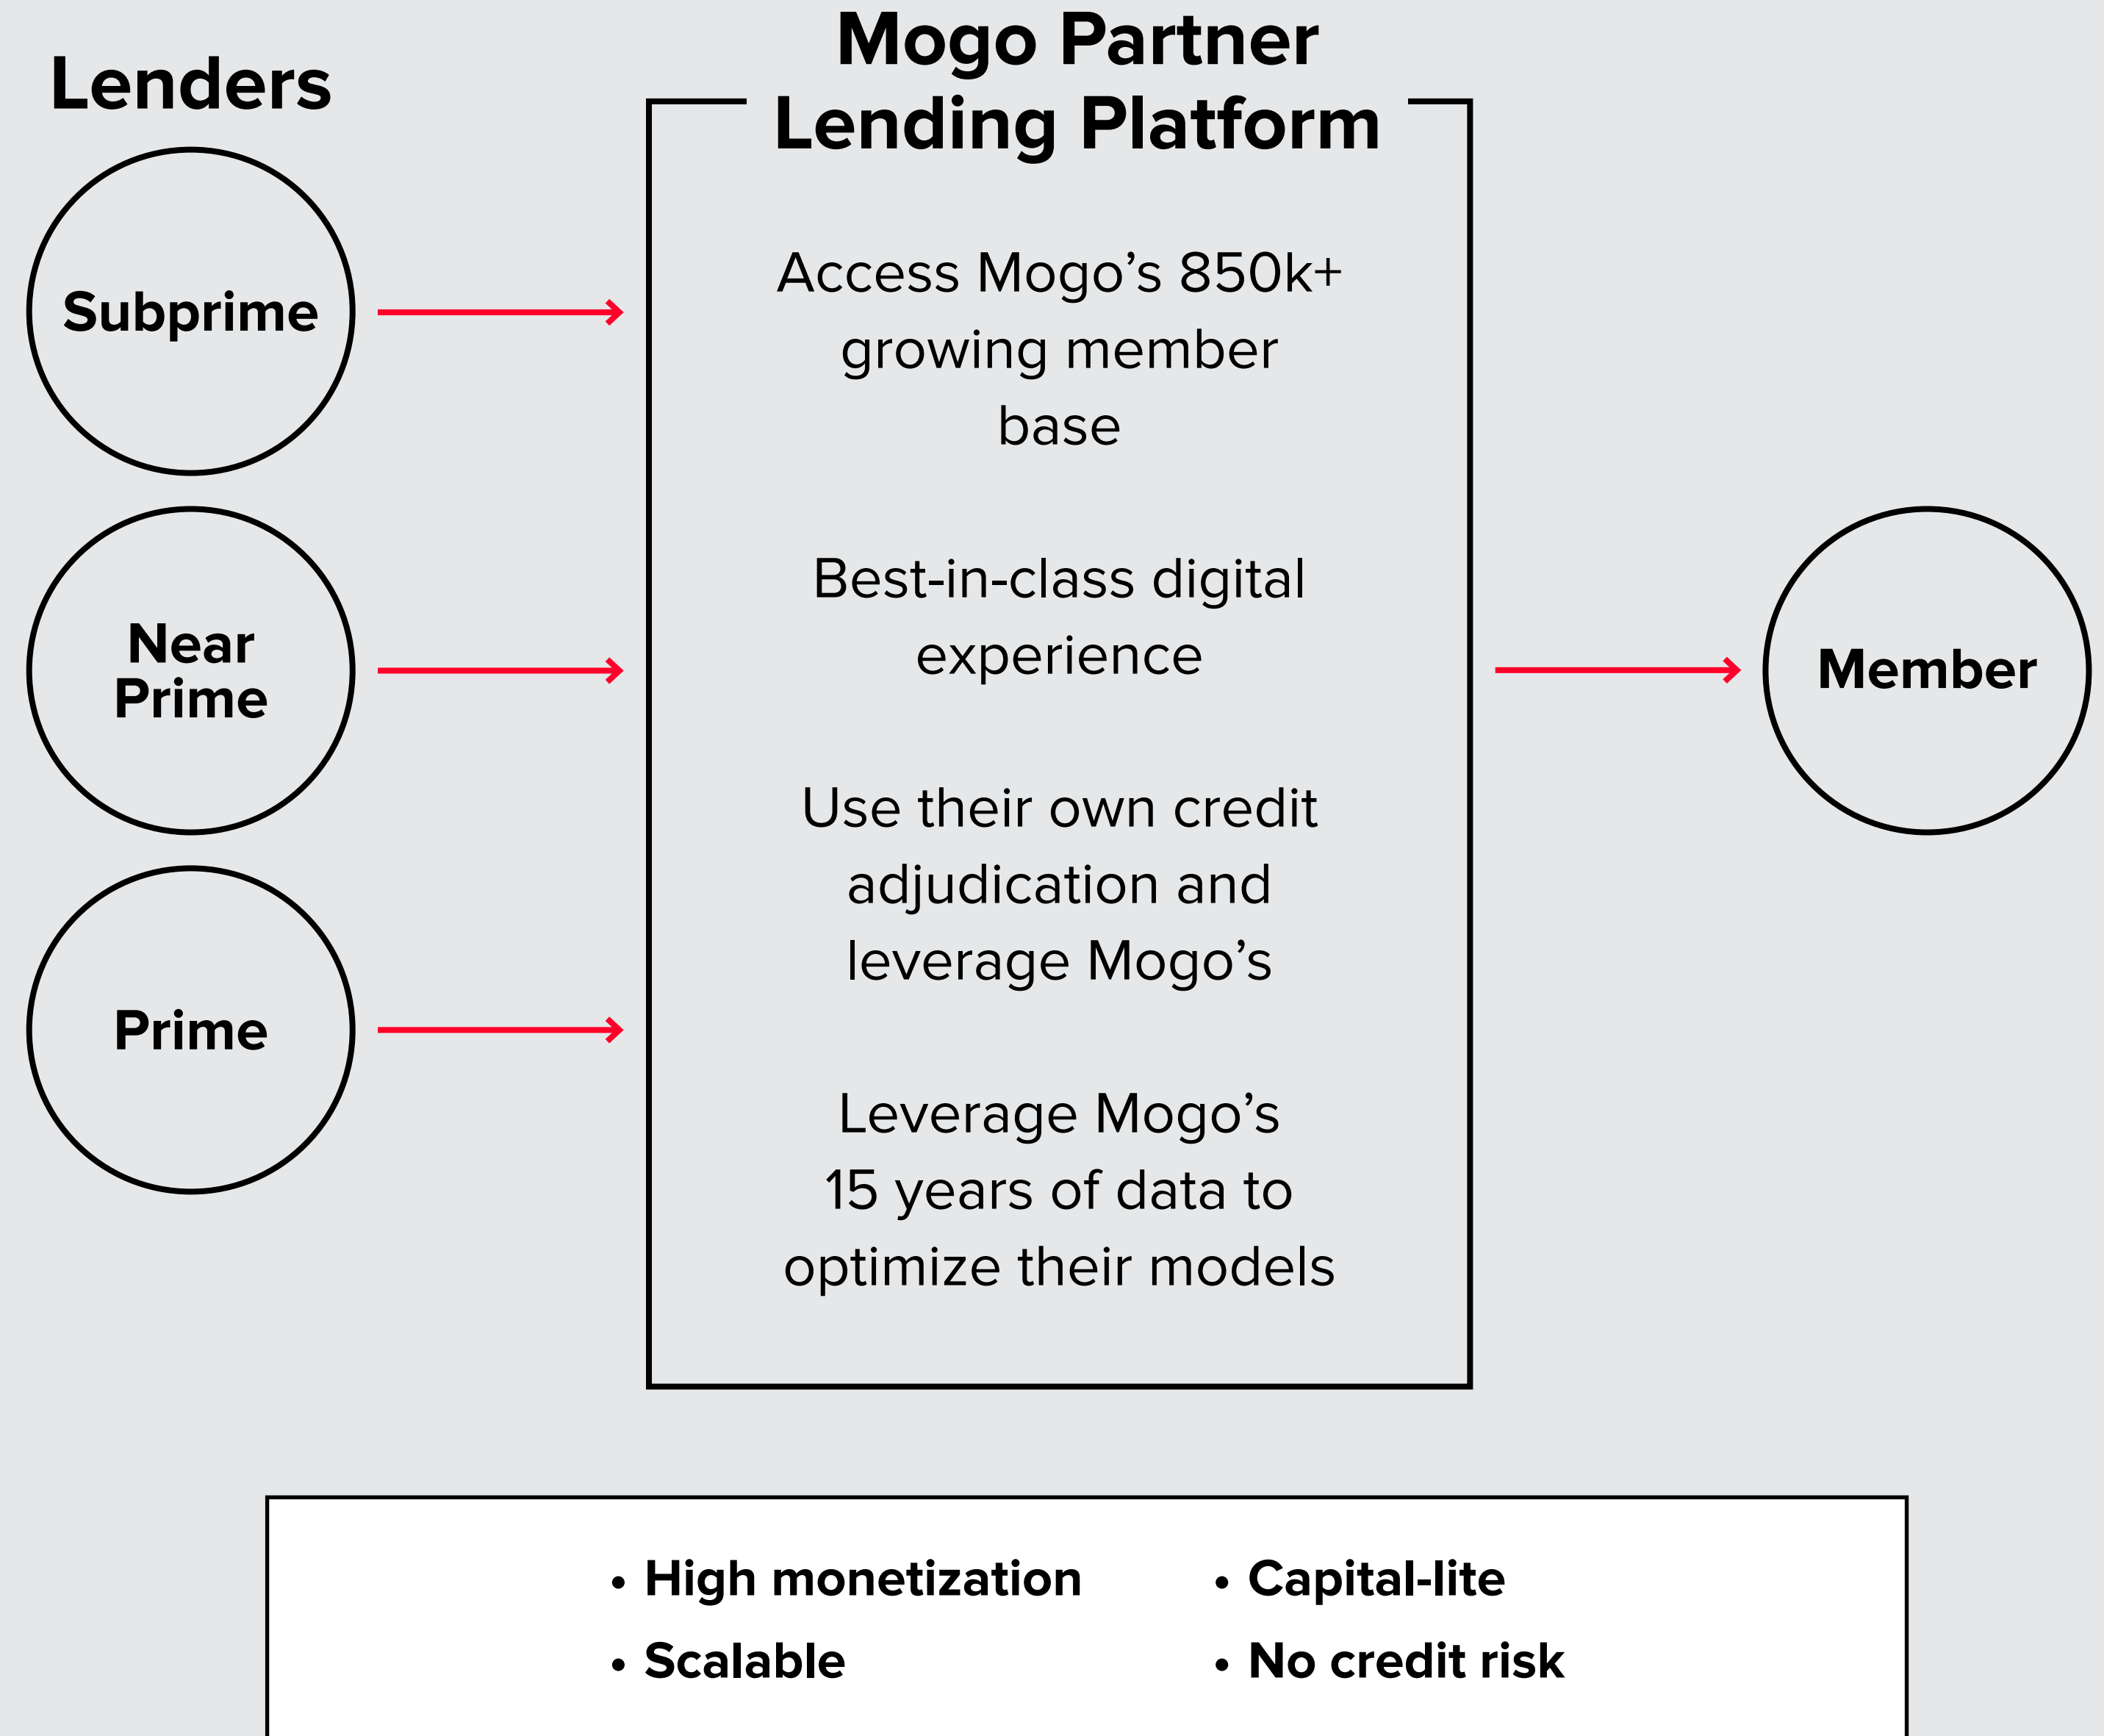 Lenders
Subprime
Near
Prime
Prime
Mogo Partner
Lending Platform
Access Mogo’s 850k+
growing member
base
Best-in-class digital
experience
Use their own credit
adjudication and
leverage Mogo’s
Leverage Mogo’s
15 years of data to
optimize their models
Member
• High monetization
• Scalable
• Capital-lite
• No credit risk